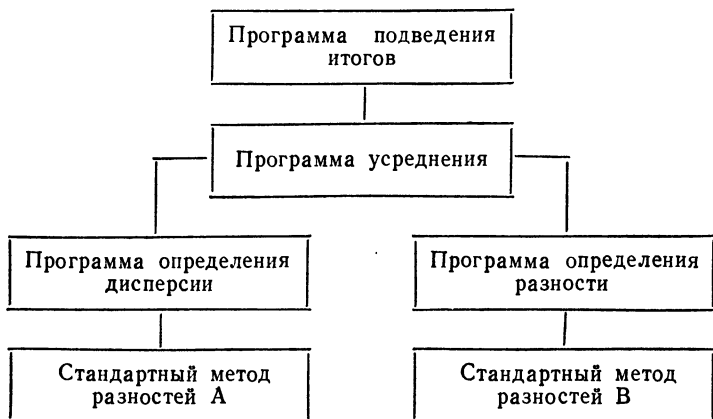 Программа подведения
итогов
Программа усреднения
Программа определения
дисперсии
Программа определения
разности
Стандартный метод
разностей А
Стандартный метод
разностей В